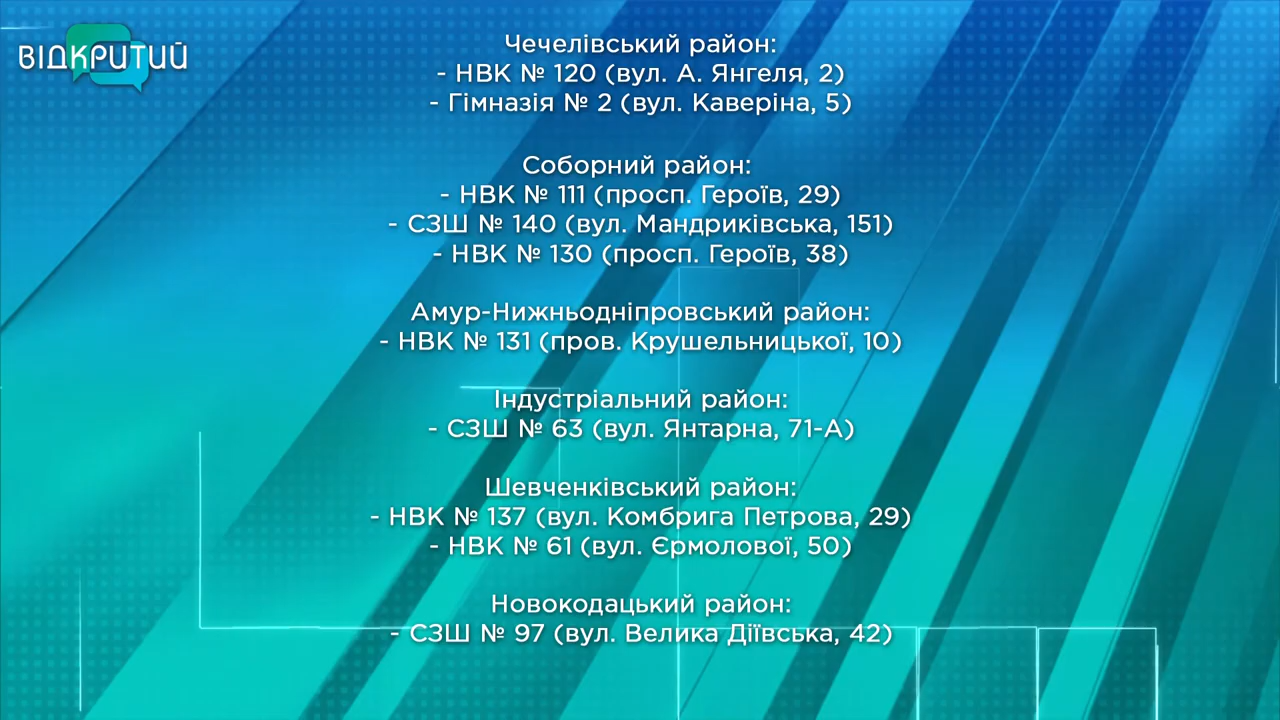 ВІДКРИТИЙ
Чечелівський район:
- НВК № 120 (вул. А. Янгеля, 2)
- Гімназія № 2 (вул. Каверіна, 5)
Соборний район:
- НВК № 111 (просп. Героїв, 29)
- СЗШ № 140 (вул. Мандриківська, 151)
- НВК № 130 (просп. Героїв, 38)
Амур-Нижньодніпровський район:
- НВК № 131 (пров. Крушельницької, 10)
Індустріальний район:
- СЗШ № 63 (вул. Янтарна, 71-А)
Шевченківський район:
- НВК № 137 (вул. Комбрига Петрова, 29)
- НВК № 61 (вул. Єрмолової, 50)
Новокодацький район:
- СЗШ № 97 (вул. Велика Діївська, 42)